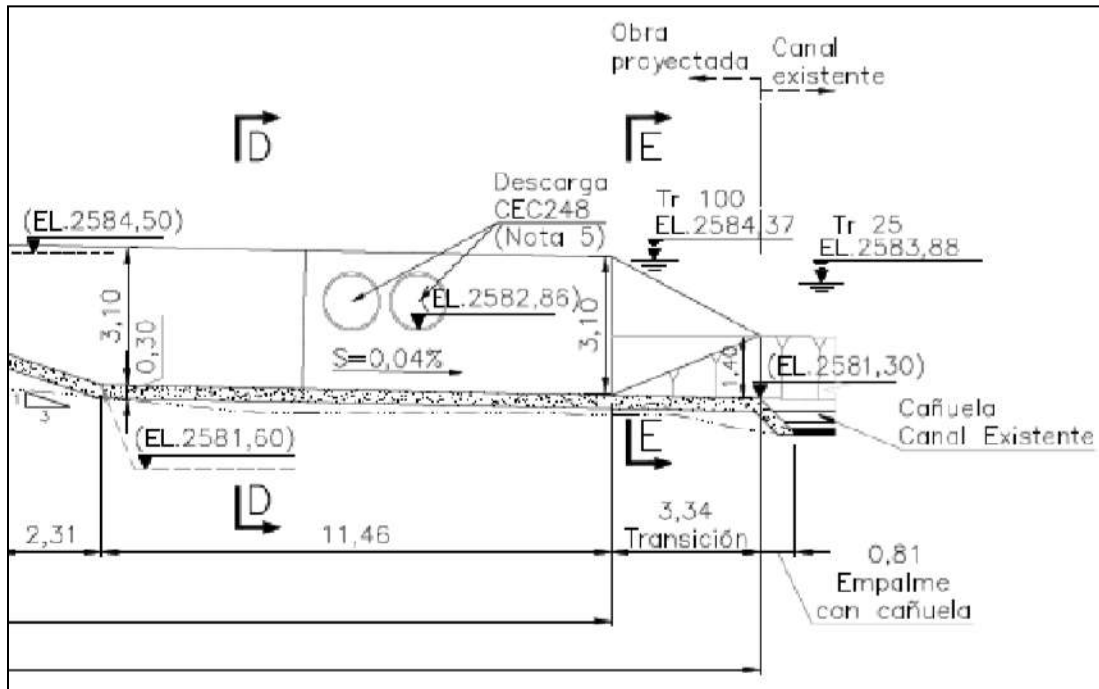 Obra
proyectada
Canal
existente
D
E
Descarga
CEC248
(Nota 5)
Tr 100
EL.2584,37
Tr 25
EL.2583,88
(EL.2584,50)
(EL.2582,86)
3,10
0,30
S=0,04%
3,10
1,40
(EL.2581,30)
Cañuela
Canal Existente
1
3
(EL.2581,60)
E
D
2,31
11,46
3,34
Transición
0,81
Empalme
con cañuela